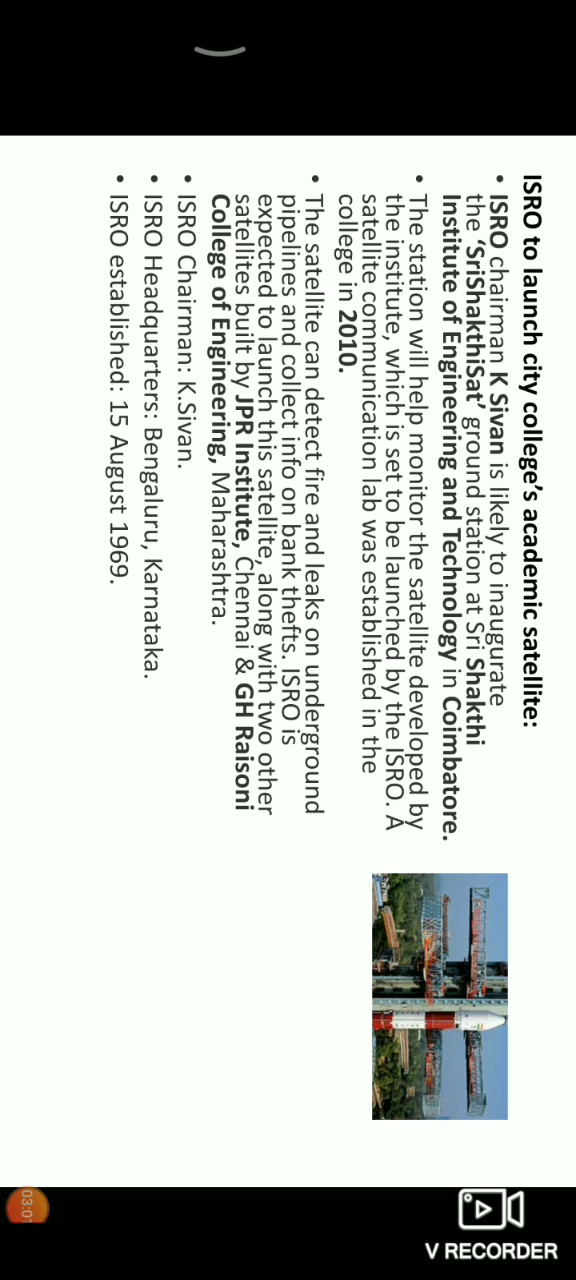 ISRO to launch city college's academic satellite:
• ISRO chairman K Sivan is likely to inaugurate
the 'SriShakthiSat' ground station at Sri Shakthi
Institute of Engineering and Technology in Coimbatore.
• The station will help monitor the satellite developed by
the institute, which is set to be launched by the ISRO. A
satellite communication lab was established in the
college in 2010.
• The satellite can detect fire and leaks on underground
pipelines and collect info on bank thefts. ISRO is
expected to launch this satellite, along with two other
satellites built by JPR Institute, Chennai & GH Raisoni
College of Engineering, Maharashtra.
• ISRO Chairman: K.Sivan.
• ISRO Headquarters: Bengaluru, Karnataka.
• ISRO established: 15 August 1969.
V RECORDER
03:01